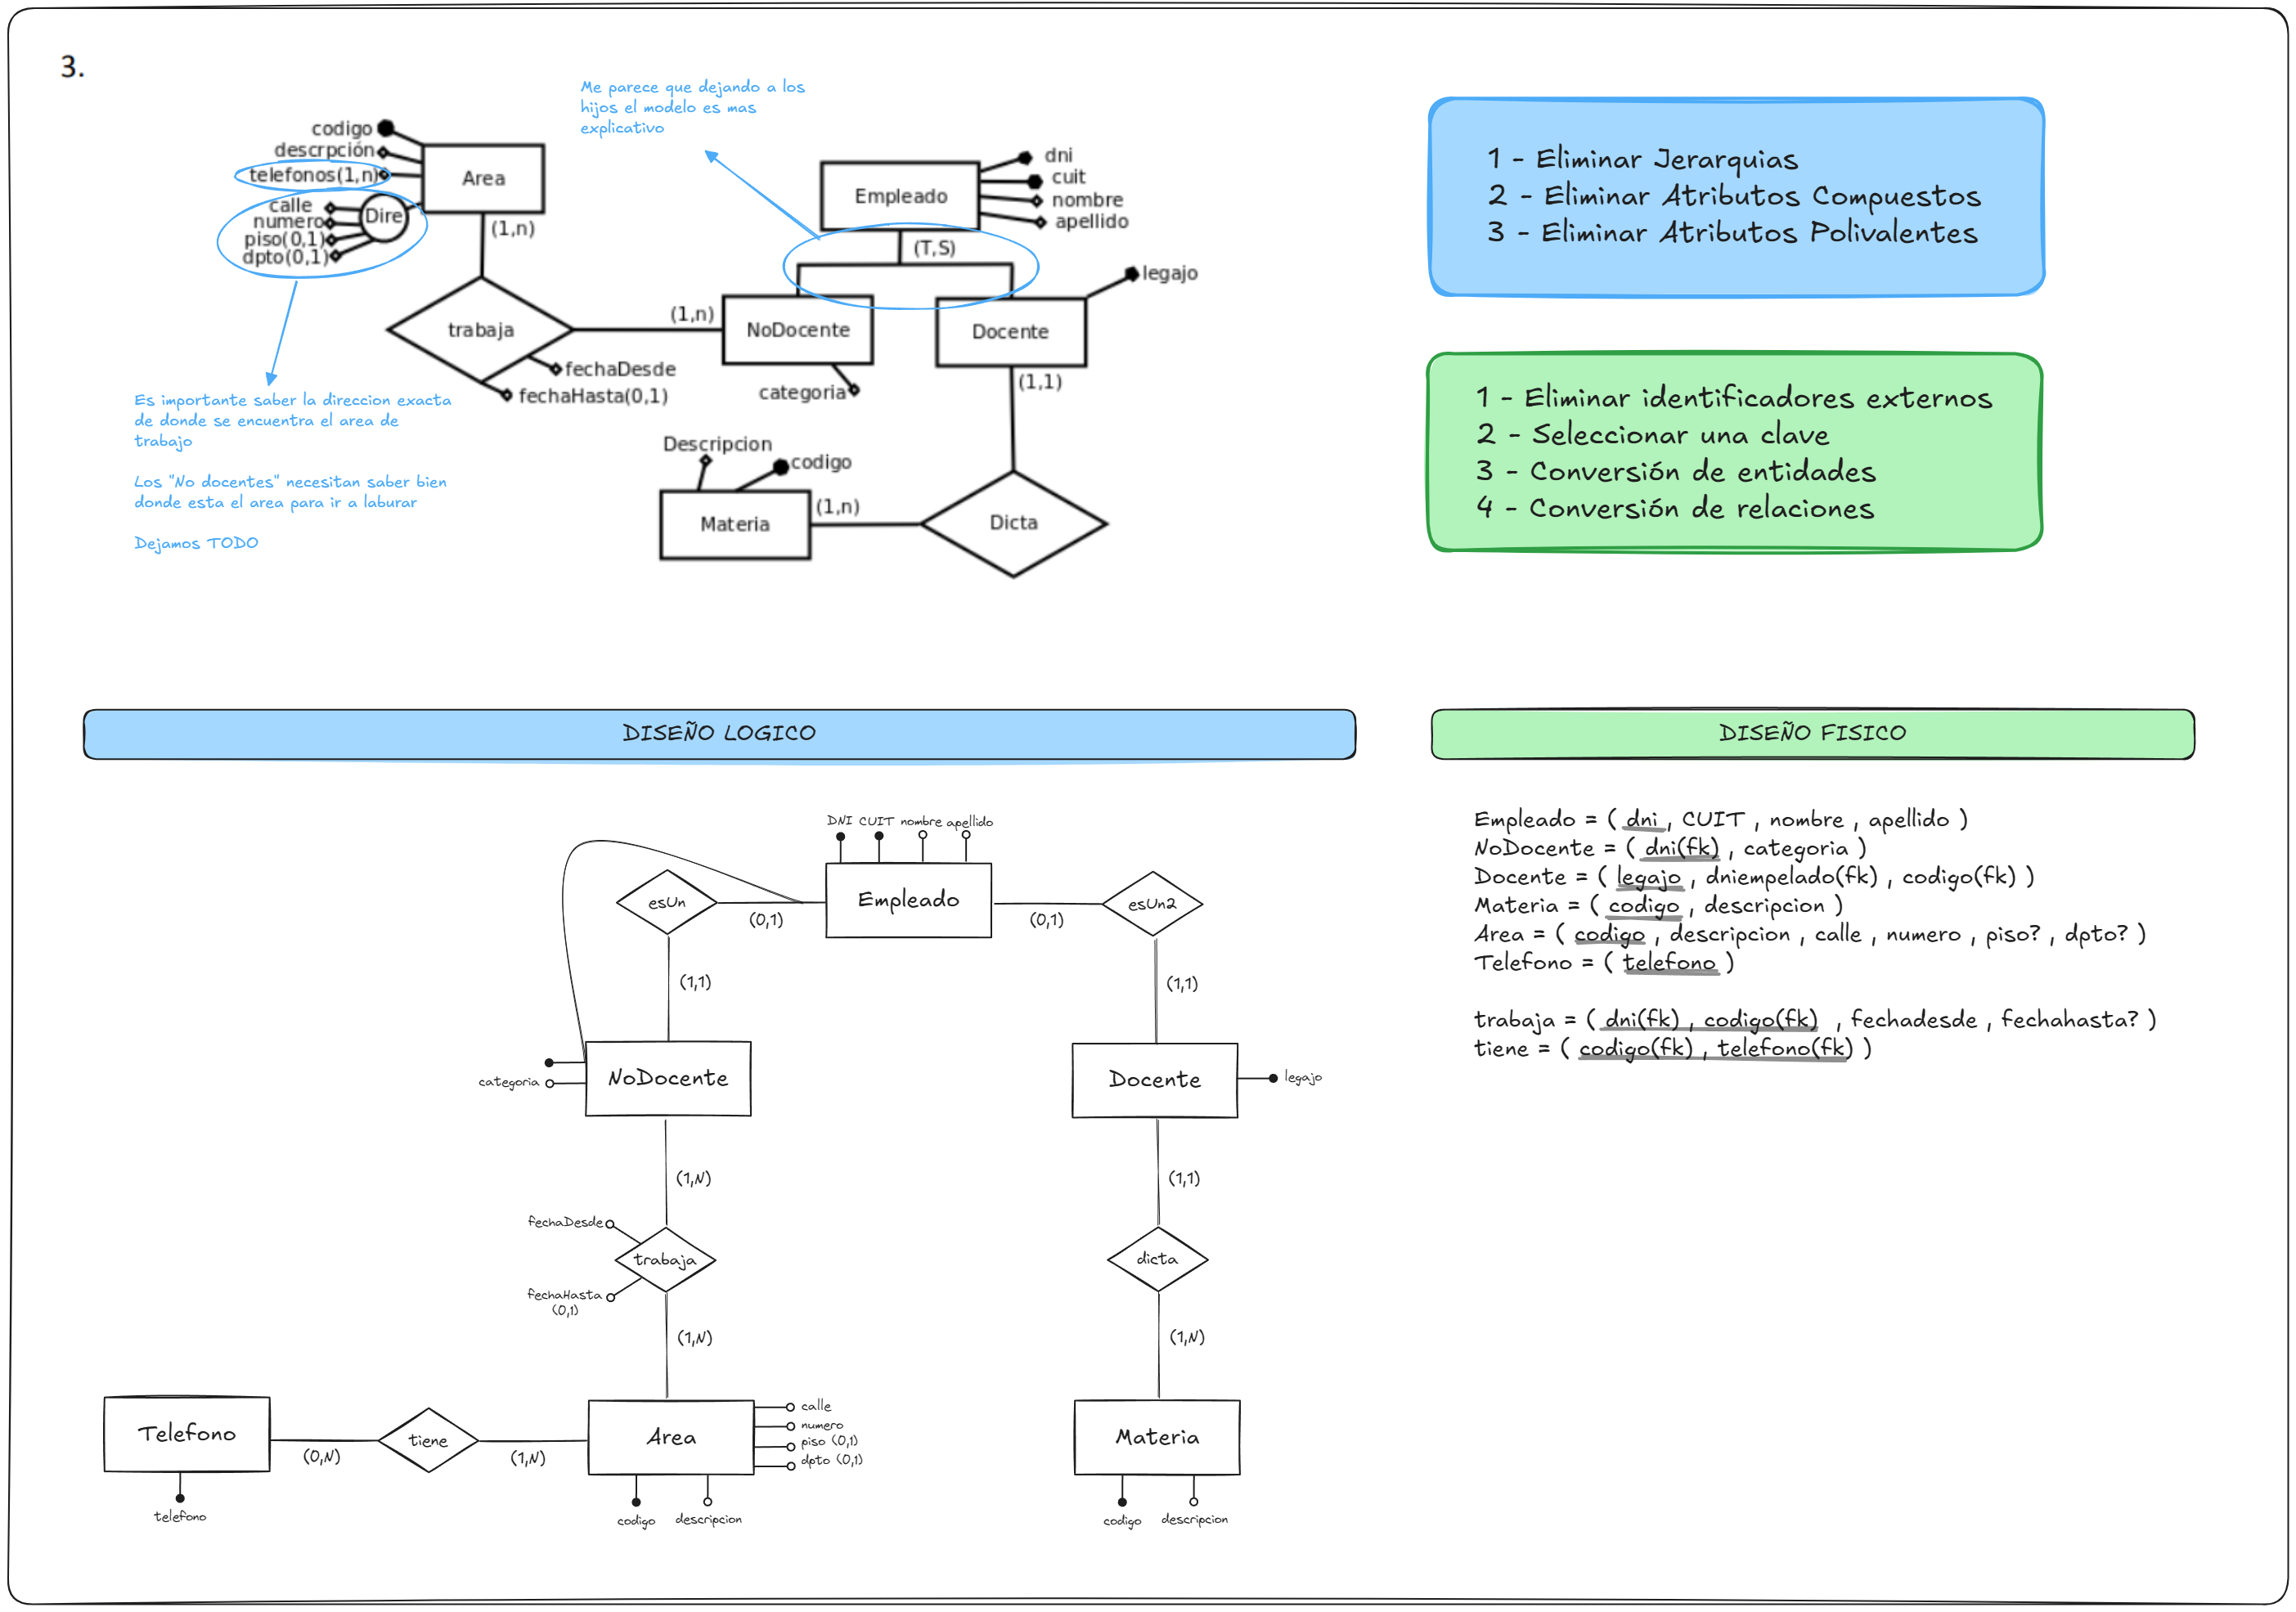 3.
Me parece que dejando a los
hijos el modelo es mas
explicativo
codigo
descrpción
telefonos(1,n)
calle
numero
piso(0,1)
dpto(0,1)
Dire
Area
(1,n)
trabaja
fechaDesde
fechaHasta(0,1)
(1,n)
Empleado
dni
cuit
nombre
apellido
(T,S)
NoDocente
categoria
Docente
legajo
(1,1)
Descripcion
codigo
Materia
(1,n)
Dicta
Es importante saber la direccion exacta
de donde se encuentra el area de
trabajo
Los "No docentes" necesitan saber bien
donde esta el area para ir a laburar
Dejamos TODO
1 - Eliminar Jerarquias
2 - Eliminar Atributos Compuestos
3 - Eliminar Atributos Polivalentes
1 - Eliminar identificadores externos
2 - Seleccionar una clave
3 - Conversión de entidades
4 - Conversión de relaciones
DISEÑO LOGICO
DNI CUIT nombre apellido
Empleado
esUn
(0,1)
(0,1)
esUn2
(1,1)
(1,1)
categoria
NoDocente
Docente
legajo
(1,N)
(1,1)
fechaDesde
trabaja
fechaHasta
(0,1)
dicta
(1,N)
(1,N)
Telefono
(0,N)
tiene
(1,N)
Area
calle
numero
piso (0,1)
dpto (0,1)
Materia
telefono
codigo
descripcion
codigo
descripcion
DISEÑO FISICO
Empleado = ( dni , CUIT , nombre , apellido )
NoDocente = ( dni(fk) , categoria )
Docente = ( legajo , dniempelado(fk) , codigo(fk) )
Materia = ( codigo , descripcion )
Area = ( codigo , descripcion , calle , numero , piso? , dpto? )
Telefono = ( telefono )
trabaja = ( dni(fk) , codigo(fk) , fechadesde , fechahasta? )
tiene = ( codigo(fk) , telefono(fk) )